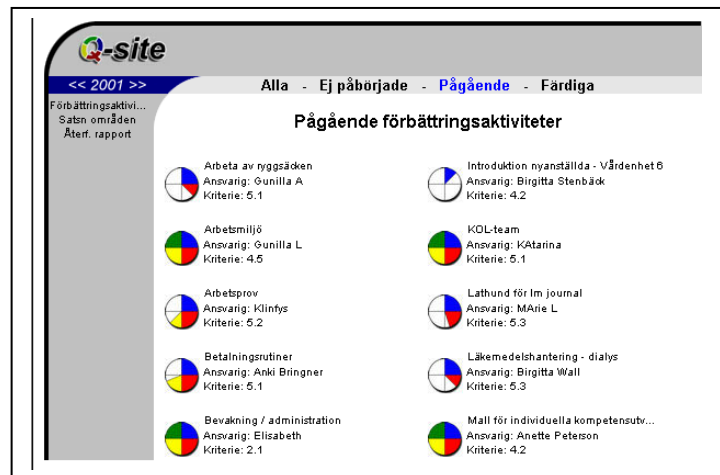 Q-site
<< 2001 >>
Alla - Ej påbörjade - Pågående - Färdiga
Förbättringsaktivi...
Satsn områden
Återf. rapport
Pågående förbättringsaktiviteter
Arbeta av ryggsäcken
Ansvarig: Gunilla A
Kriterie: 5.1
Introduktion nyanställda - Vårdenhet 6
Ansvarig: Birgitta Stenbäck
Kriterie: 4.2
Arbetsmiljö
Ansvarig: Gunilla L
Kriterie: 4.5
KOL-team
Ansvarig: KAtarina
Kriterie: 5.1
Arbetsprov
Ansvarig: Klinfys
Kriterie: 5.2
Lathund för lm journal
Ansvarig: MArie L
Kriterie: 5.3
Betalningsrutiner
Ansvarig: Anki Bringner
Kriterie: 5.1
Läkemedelshantering - dialys
Ansvarig: Birgitta Wall
Kriterie: 5.3
Bevakning / administration
Ansvarig: Elisabeth
Kriterie: 2.1
Mall för individuella kompetensutv...
Ansvarig: Anette Peterson
Kriterie: 4.2